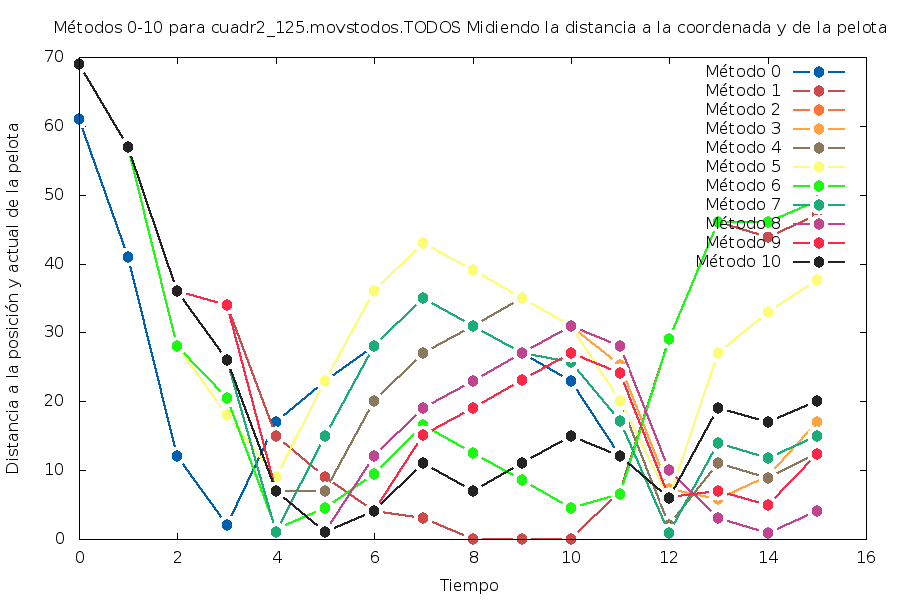 Métodos 0-10 para cuadr2_125.movstodos.TODOS Midiendo la distancia a la coordenada y de la pelota
Distancia a la posición y actual de la pelota
70
60
50
40
30
20
10
0
Método 0
Método 1
Método 2
Método 3
Método 4
Método 5
Método 6
Método 7
Método 8
Método 9
Método 10
0 2 4 6 8 10 12 14 16
Tiempo